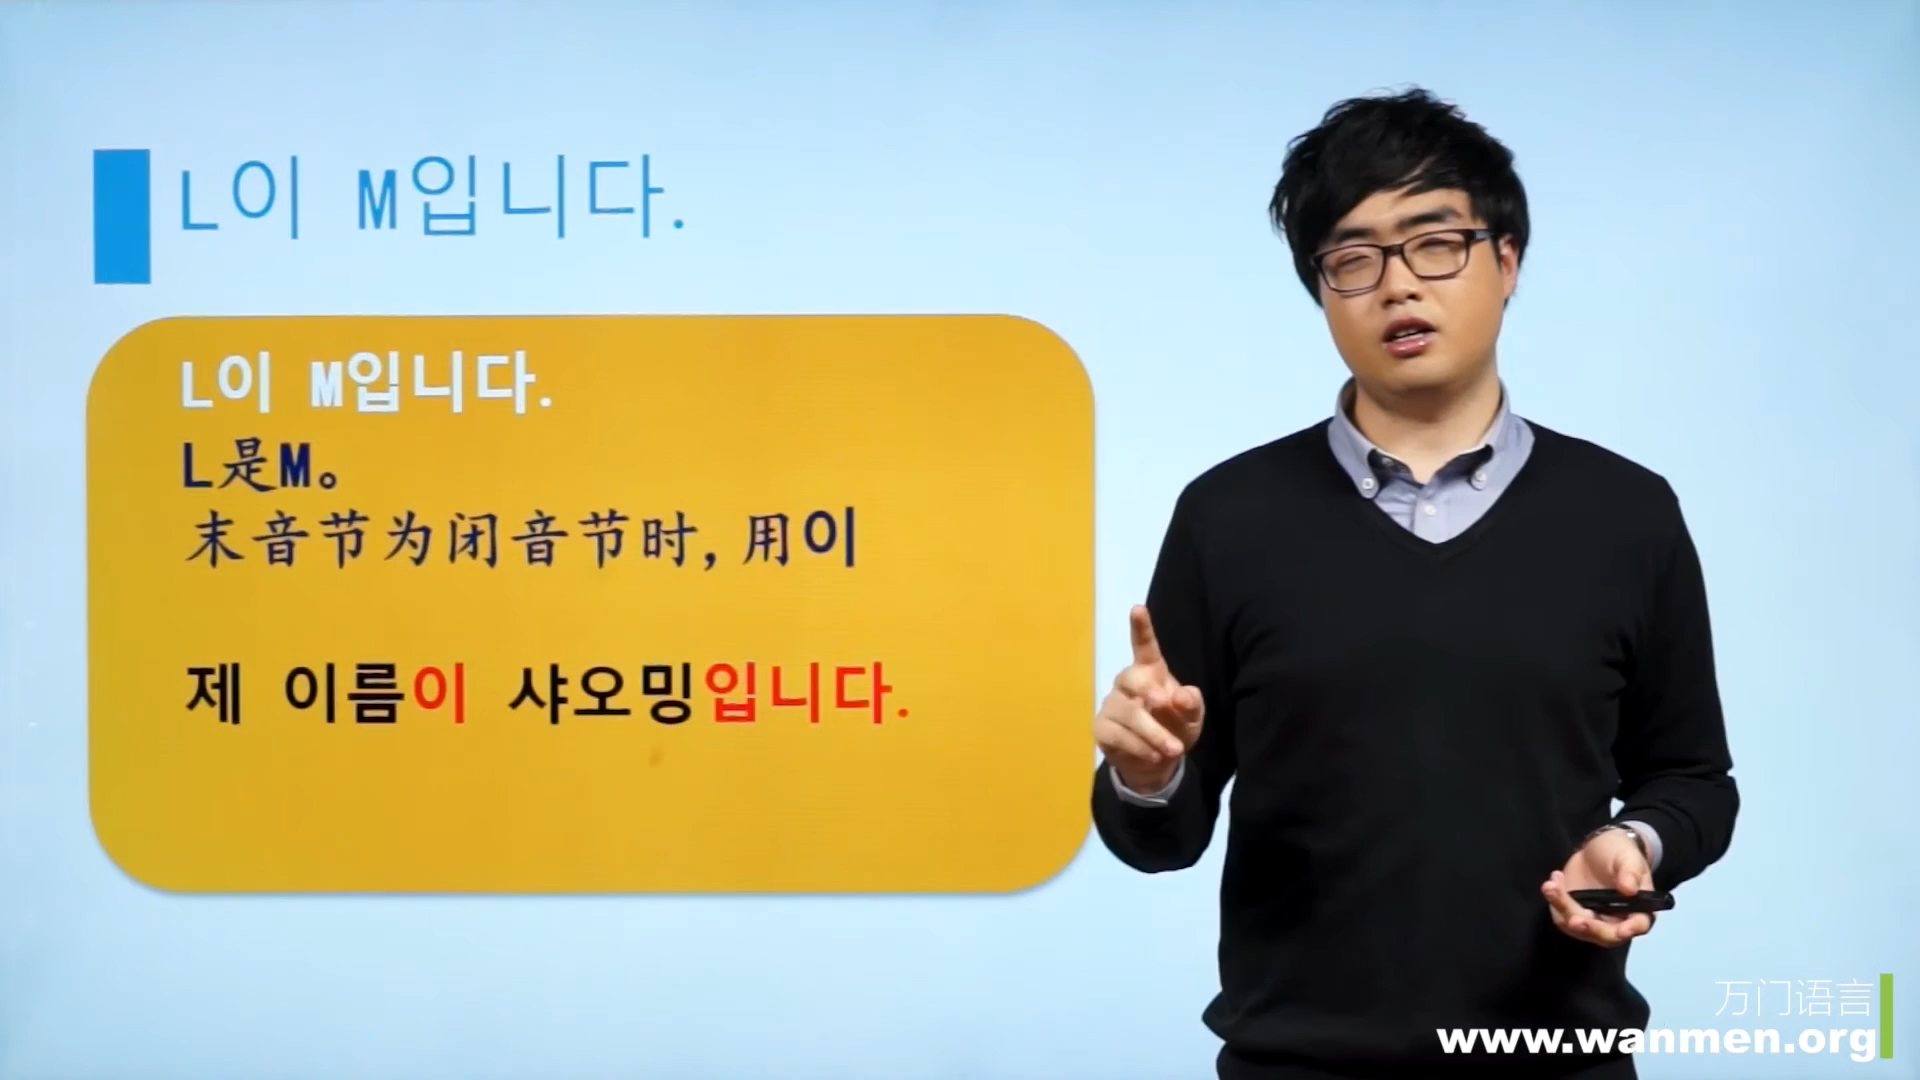 L이 M입니다.
L이 M입니다.
L是M。
末音节为闭音节时,用이
제 이름이 샤오밍입니다.
万门语言
www.wanmen.org